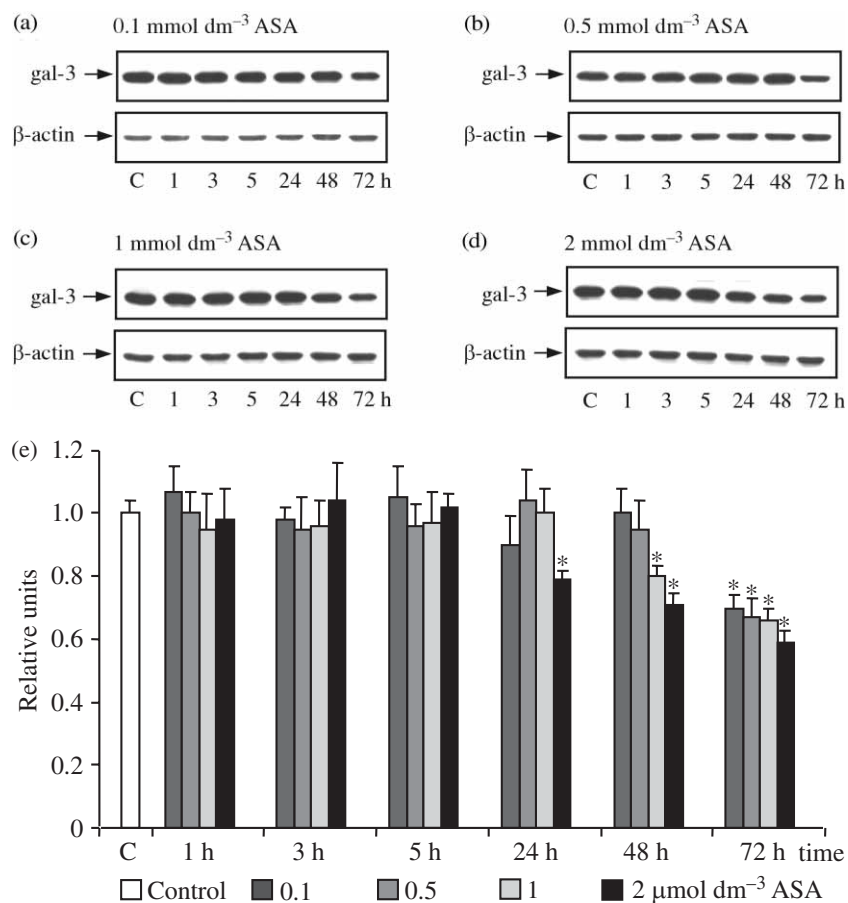 (a) 0.1 mmol dm⁻³ ASA
gal-3
β-actin
C 1 3 5 24 48 72 h
(b) 0.5 mmol dm⁻³ ASA
gal-3
β-actin
C 1 3 5 24 48 72 h
(c) 1 mmol dm⁻³ ASA
gal-3
β-actin
C 1 3 5 24 48 72 h
(d) 2 mmol dm⁻³ ASA
gal-3
β-actin
C 1 3 5 24 48 72 h
(e)
Relative units
1.2
1.0
0.8
0.6
0.4
0.2
0
* * * * * * *
C 1 h 3 h 5 h 24 h 48 h 72 h time
Control 0.1 0.5 1 2 μmol dm⁻³ ASA